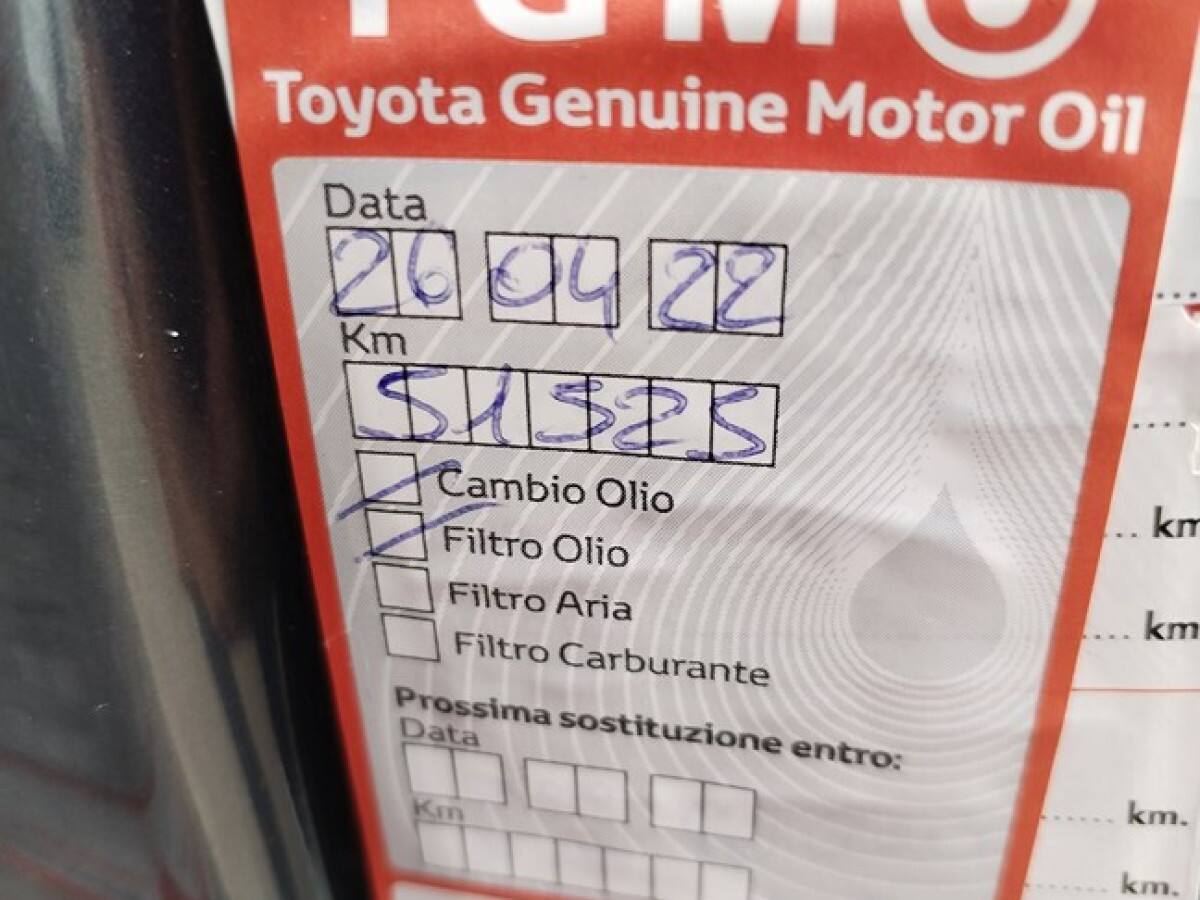 TGMO
Toyota Genuine Motor Oil
Data
26 04 22
Km
51525
Cambio Olio
Filtro Olio
Filtro Aria
Filtro Carburante
Prossima sostituzione entro:
Data
Km
km
km
km.
km.